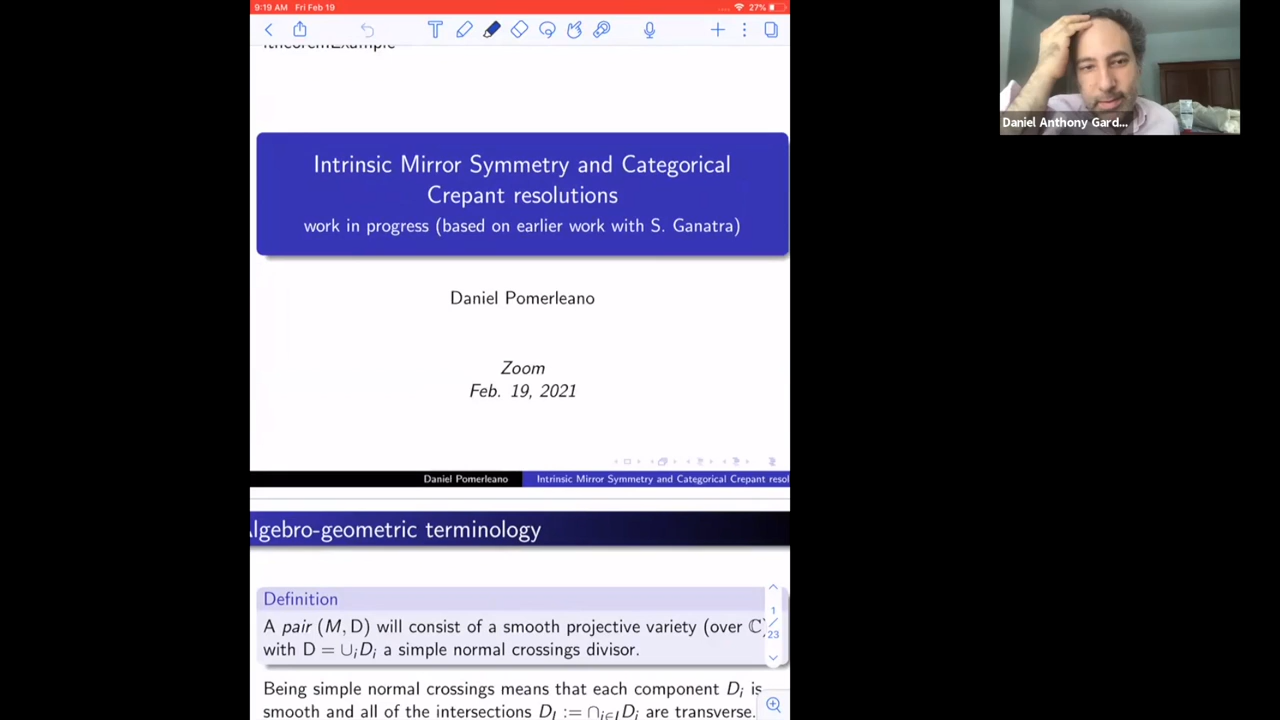 9:19 AM Fri Feb 19
27%
Intrinsic Mirror Symmetry and Categorical
Crepant resolutions
work in progress (based on earlier work with S. Ganatra)
Daniel Pomerleano
Zoom
Feb. 19, 2021
Daniel Pomerleano
Intrinsic Mirror Symmetry and Categorical Crepant resol
Algebro-geometric terminology
Definition
A pair (M, D) will consist of a smooth projective variety (over ℂ)
with D = ∪ᵢDᵢ a simple normal crossings divisor.
Being simple normal crossings means that each component Dᵢ is
smooth and all of the intersections D_I := ∩_{i∈I} Dᵢ are transverse.
1
/
23
Daniel Anthony Gard...